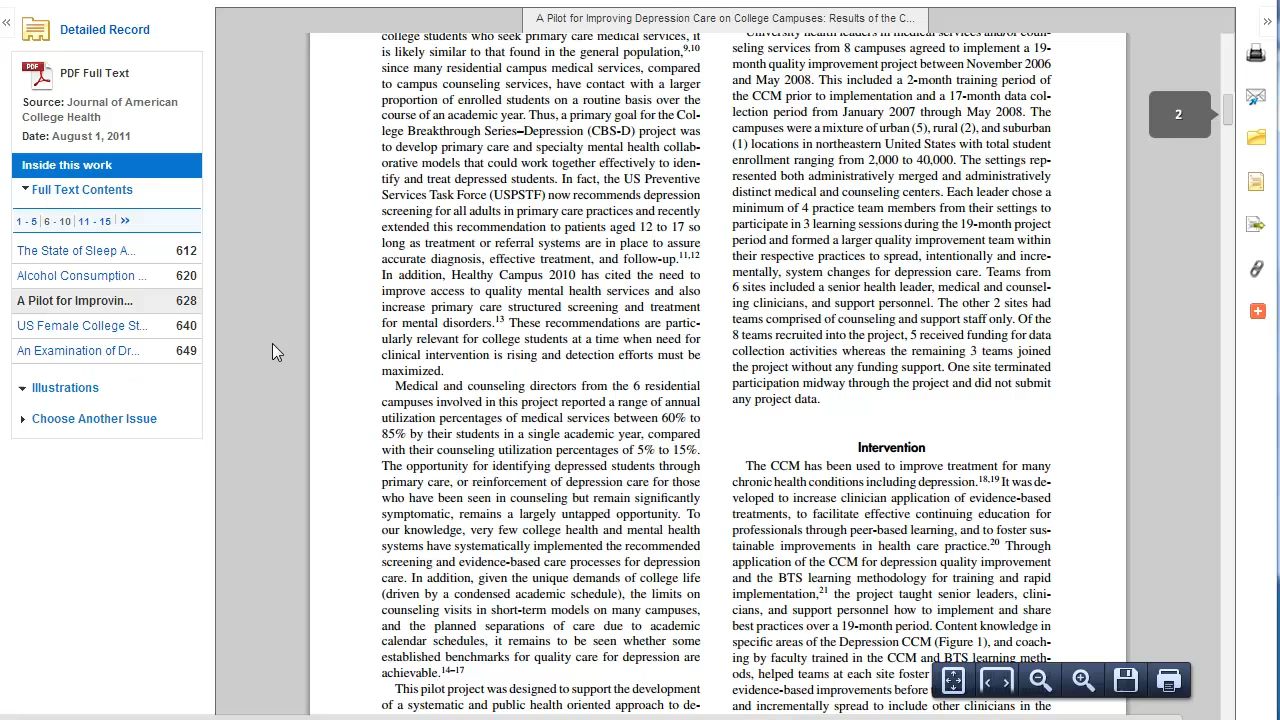 «
Detailed Record
PDF
PDF Full Text
Source: Journal of American
College Health
Date: August 1, 2011
Inside this work
Full Text Contents
1 - 5 | 6 - 10 | 11 - 15 | »
The State of Sleep A... 612
Alcohol Consumption ... 620
A Pilot for Improvin... 628
US Female College St... 640
An Examination of Dr... 649
Illustrations
Choose Another Issue
A Pilot for Improving Depression Care on College Campuses: Results of the C...
college students who seek primary care medical services, it
is likely similar to that found in the general population,9,10
since many residential campus medical services, compared
to campus counseling services, have contact with a larger
proportion of enrolled students on a routine basis over the
course of an academic year. Thus, a primary goal for the Col-
lege Breakthrough Series–Depression (CBS-D) project was
to develop primary care and specialty mental health collab-
orative models that could work together effectively to iden-
tify and treat depressed students. In fact, the US Preventive
Services Task Force (USPSTF) now recommends depression
screening for all adults in primary care practices and recently
extended this recommendation to patients aged 12 to 17 so
long as treatment or referral systems are in place to assure
accurate diagnosis, effective treatment, and follow-up.11,12
In addition, Healthy Campus 2010 has cited the need to
improve access to quality mental health services and also
increase primary care structured screening and treatment
for mental disorders.13 These recommendations are partic-
ularly relevant for college students at a time when need for
clinical intervention is rising and detection efforts must be
maximized.
Medical and counseling directors from the 6 residential
campuses involved in this project reported a range of annual
utilization percentages of medical services between 60% to
85% by their students in a single academic year, compared
with their counseling utilization percentages of 5% to 15%.
The opportunity for identifying depressed students through
primary care, or reinforcement of depression care for those
who have been seen in counseling but remain significantly
symptomatic, remains a largely untapped opportunity. To
our knowledge, very few college health and mental health
systems have systematically implemented the recommended
screening and evidence-based care processes for depression
care. In addition, given the unique demands of college life
(driven by a condensed academic schedule), the limits on
counseling visits in short-term models on many campuses,
and the planned separations of care due to academic
calendar schedules, it remains to be seen whether some
established benchmarks for quality care for depression are
achievable.14–17
This pilot project was designed to support the development
of a systematic and public health oriented approach to de-
University health leaders in medical services and/or coun-
seling services from 8 campuses agreed to implement a 19-
month quality improvement project between November 2006
and May 2008. This included a 2-month training period of
the CCM prior to implementation and a 17-month data col-
lection period from January 2007 through May 2008. The
campuses were a mixture of urban (5), rural (2), and suburban
(1) locations in northeastern United States with total student
enrollment ranging from 2,000 to 40,000. The settings rep-
resented both administratively merged and administratively
distinct medical and counseling centers. Each leader chose a
minimum of 4 practice team members from their settings to
participate in 3 learning sessions during the 19-month project
period and formed a larger quality improvement team within
their respective practices to spread, intentionally and incre-
mentally, system changes for depression care. Teams from
6 sites included a senior health leader, medical and counsel-
ing clinicians, and support personnel. The other 2 sites had
teams comprised of counseling and support staff only. Of the
8 teams recruited into the project, 5 received funding for data
collection activities whereas the remaining 3 teams joined
the project without any funding support. One site terminated
participation midway through the project and did not submit
any project data.
Intervention
The CCM has been used to improve treatment for many
chronic health conditions including depression.18,19 It was de-
veloped to increase clinician application of evidence-based
treatments, to facilitate effective continuing education for
professionals through peer-based learning, and to foster sus-
tainable improvements in health care practice.20 Through
application of the CCM for depression quality improvement
and the BTS learning methodology for training and rapid
implementation,21 the project taught senior leaders, clini-
cians, and support personnel how to implement and share
best practices over a 19-month period. Content knowledge in
specific areas of the Depression CCM (Figure 1), and coach-
ing by faculty trained in the CCM and BTS learning meth-
ods, helped teams at each site foster
evidence-based improvements before
and incrementally spread to include other clinicians in the
2
»